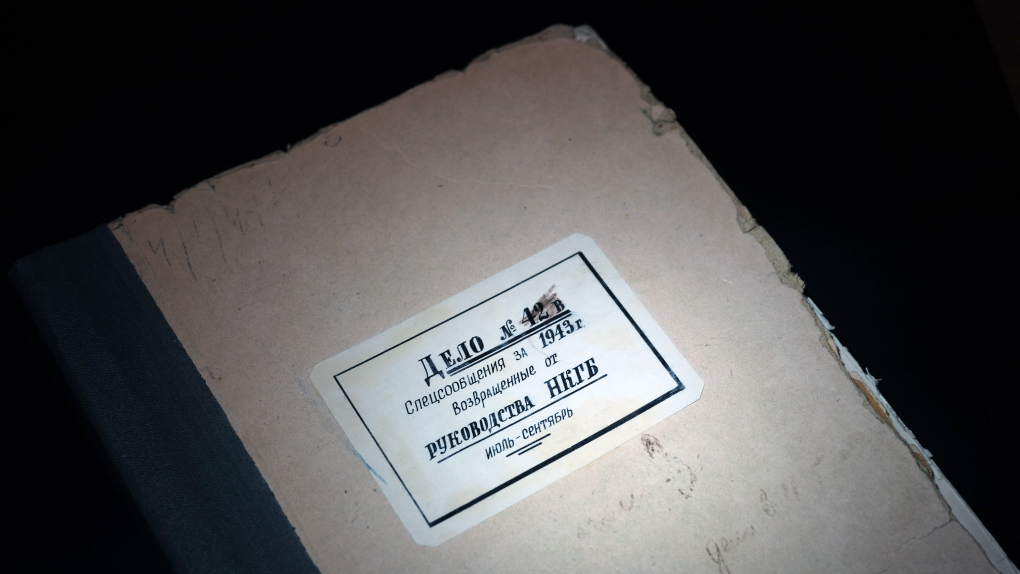 Дело № 42 в
Спецсообщения за 1943 г
Возвращенные от
руководства НКГБ
июль-сентябрь